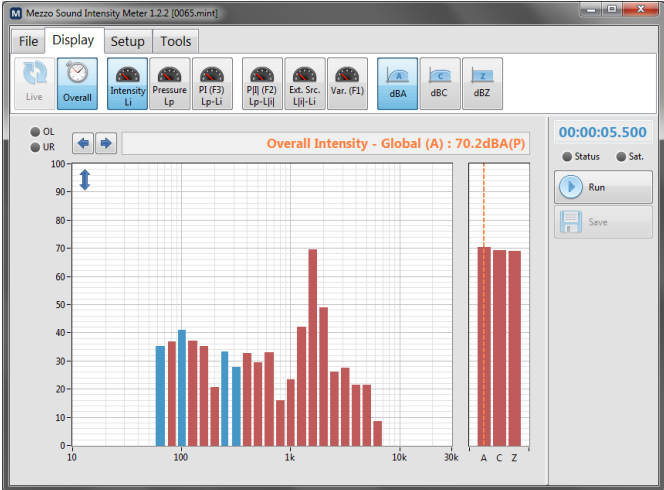 M Mezzo Sound Intensity Meter 1.2.2 [0065.mint]
File Display Setup Tools
Live
Overall
Intensity
Li
Pressure
Lp
PI (F3)
Lp-Li
P|I| (F2)
Lp-L|i|
Ext. Src.
L|i|-Li
Var. (F1)
A
dBA
C
dBC
Z
dBZ
OL
UR
Overall Intensity - Global (A) : 70.2dBA(P)
00:00:05.500
Status Sat.
Run
Save
100
90
80
70
60
50
40
30
20
10
0
10 100 1k 10k 30k
A C Z